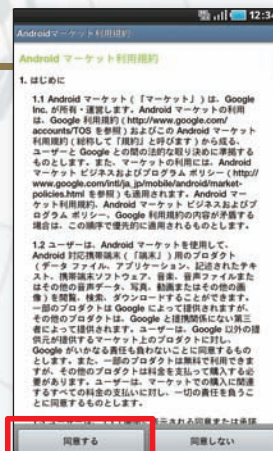 12:34
Androidマーケット利用規約
Android マーケット利用規約
1. はじめに
1.1 Android マーケット (「マーケット」) は、Google
Inc. が所有・運営します。Android マーケットの利用
は、Google 利用規約 ( http://www.google.com/
accounts/TOS を参照 ) およびこの Android マーケット
利用規約 ( 総称して「規約」と呼びます ) から成る、
ユーザーと Google との間の法的な取り決めに準拠する
ものとします。また、マーケットの利用には、Android
マーケット ビジネスおよびプログラム ポリシー ( http://
www.google.com/intl/ja_jp/mobile/android/market-
policies.html を参照 ) も適用されます。Android マー
ケット利用規約、Android マーケット ビジネスおよびプ
ログラム ポリシー、Google 利用規約の内容が矛盾する
場合は、この順序で優先的に適用されるものとします。
1.2 ユーザーは、Android マーケットを使用して、
Android 対応携帯端末 (「端末」) 用のプロダクト
( データ ファイル、アプリケーション、記述されたテキ
スト、携帯端末ソフトウェア、音楽、音声ファイルまた
はその他の音声データ、写真、動画またはその他の画
像 ) を閲覧、検索、ダウンロードすることができます。
一部のプロダクトは Google によって提供されますが、
その他のプロダクトは、Google と提携関係にない第三
者によって提供されます。ユーザーは、Google 以外の提
供元が提供するマーケット上のプロダクトに対し、
Google がいかなる責任も負わないことに同意するもの
とします。また、一部のプロダクトは無料で利用できま
すが、その他のプロダクトは料金を支払って購入する必
要があります。ユーザーは、マーケットでの購入に関連
するすべての料金の支払いに対し、一切の責任を負うこ
とに同意するものとします。
同意する
同意しない